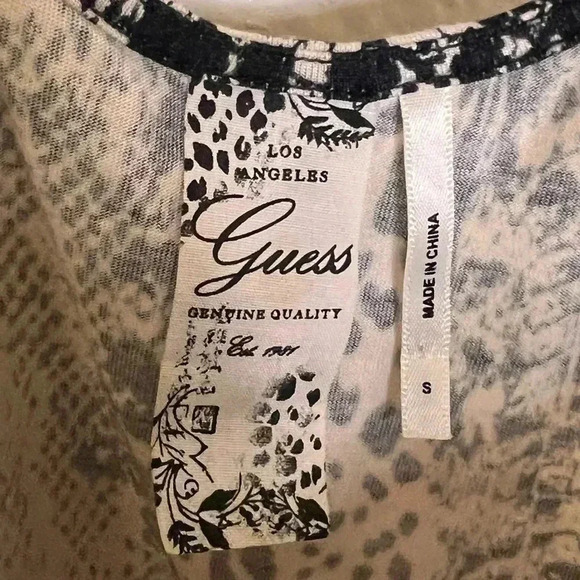 LOS
ANGELES
Guess
GENUINE QUALITY
Est. 1981
MADE IN CHINA
S